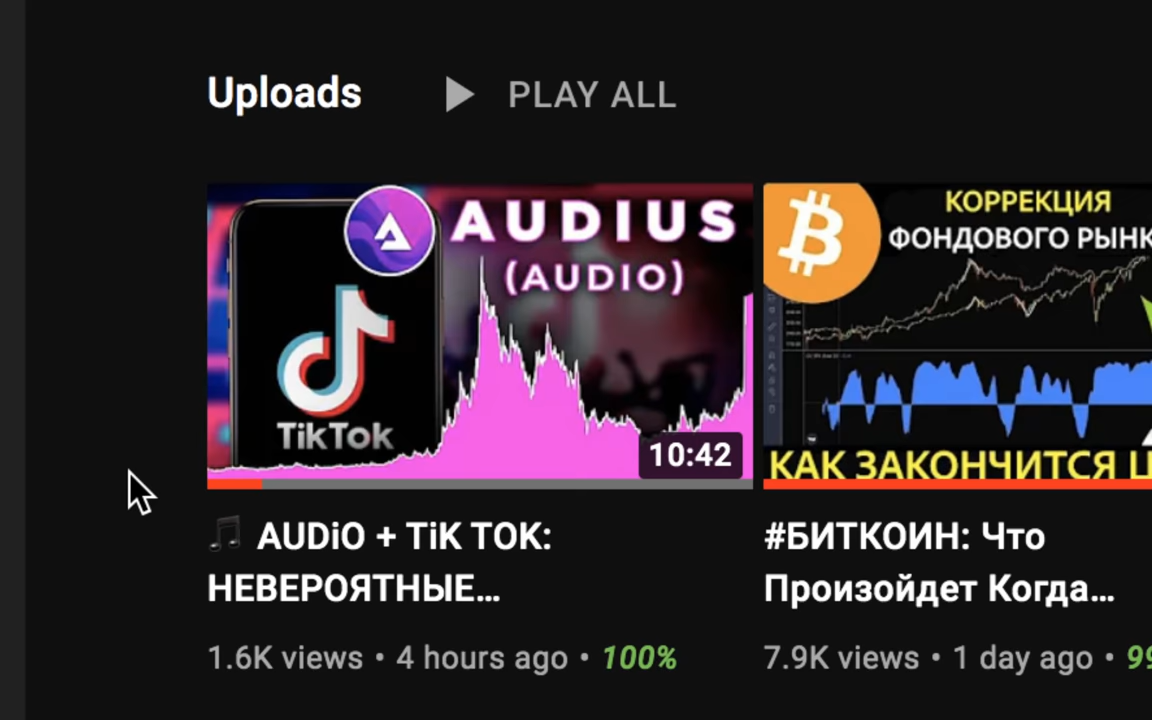 Uploads
PLAY ALL
AUDIUS
(AUDIO)
TikTok
10:42
AUDiO + TiK TOK:
НЕВЕРОЯТНЫЕ...
1.6K views • 4 hours ago • 100%
КОРРЕКЦИЯ
ФОНДОВОГО РЫНК
КАК ЗАКОНЧИТСЯ Ц
#БИТКОИН: Что
Произойдет Когда...
7.9K views • 1 day ago • 99